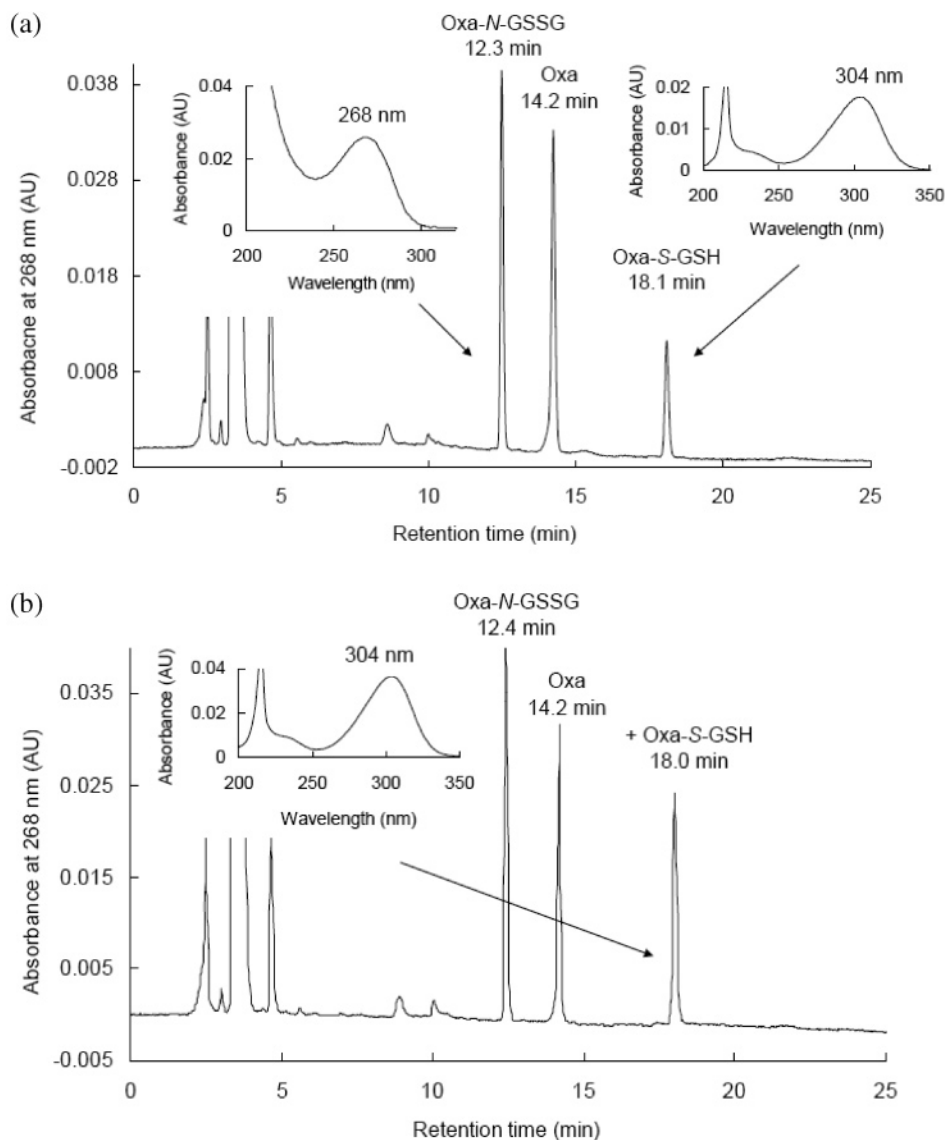 (a)
Oxa-N-GSSG
12.3 min
Oxa
14.2 min
304 nm
268 nm
Absorbance (AU)
0.04
0.02
0
200
250
300
Wavelength (nm)
Absorbance (AU)
0.02
0.01
0
200
250
300
350
Wavelength (nm)
Oxa-S-GSH
18.1 min
Absorbacne at 268 nm (AU)
0.038
0.028
0.018
0.008
-0.002
0
5
10
15
20
25
Retention time (min)
(b)
Oxa-N-GSSG
12.4 min
304 nm
Absorbance (AU)
0.04
0.02
0
200
250
300
350
Wavelength (nm)
Oxa
14.2 min
+ Oxa-S-GSH
18.0 min
Absorbance at 268 nm (AU)
0.035
0.025
0.015
0.005
-0.005
0
5
10
15
20
25
Retention time (min)